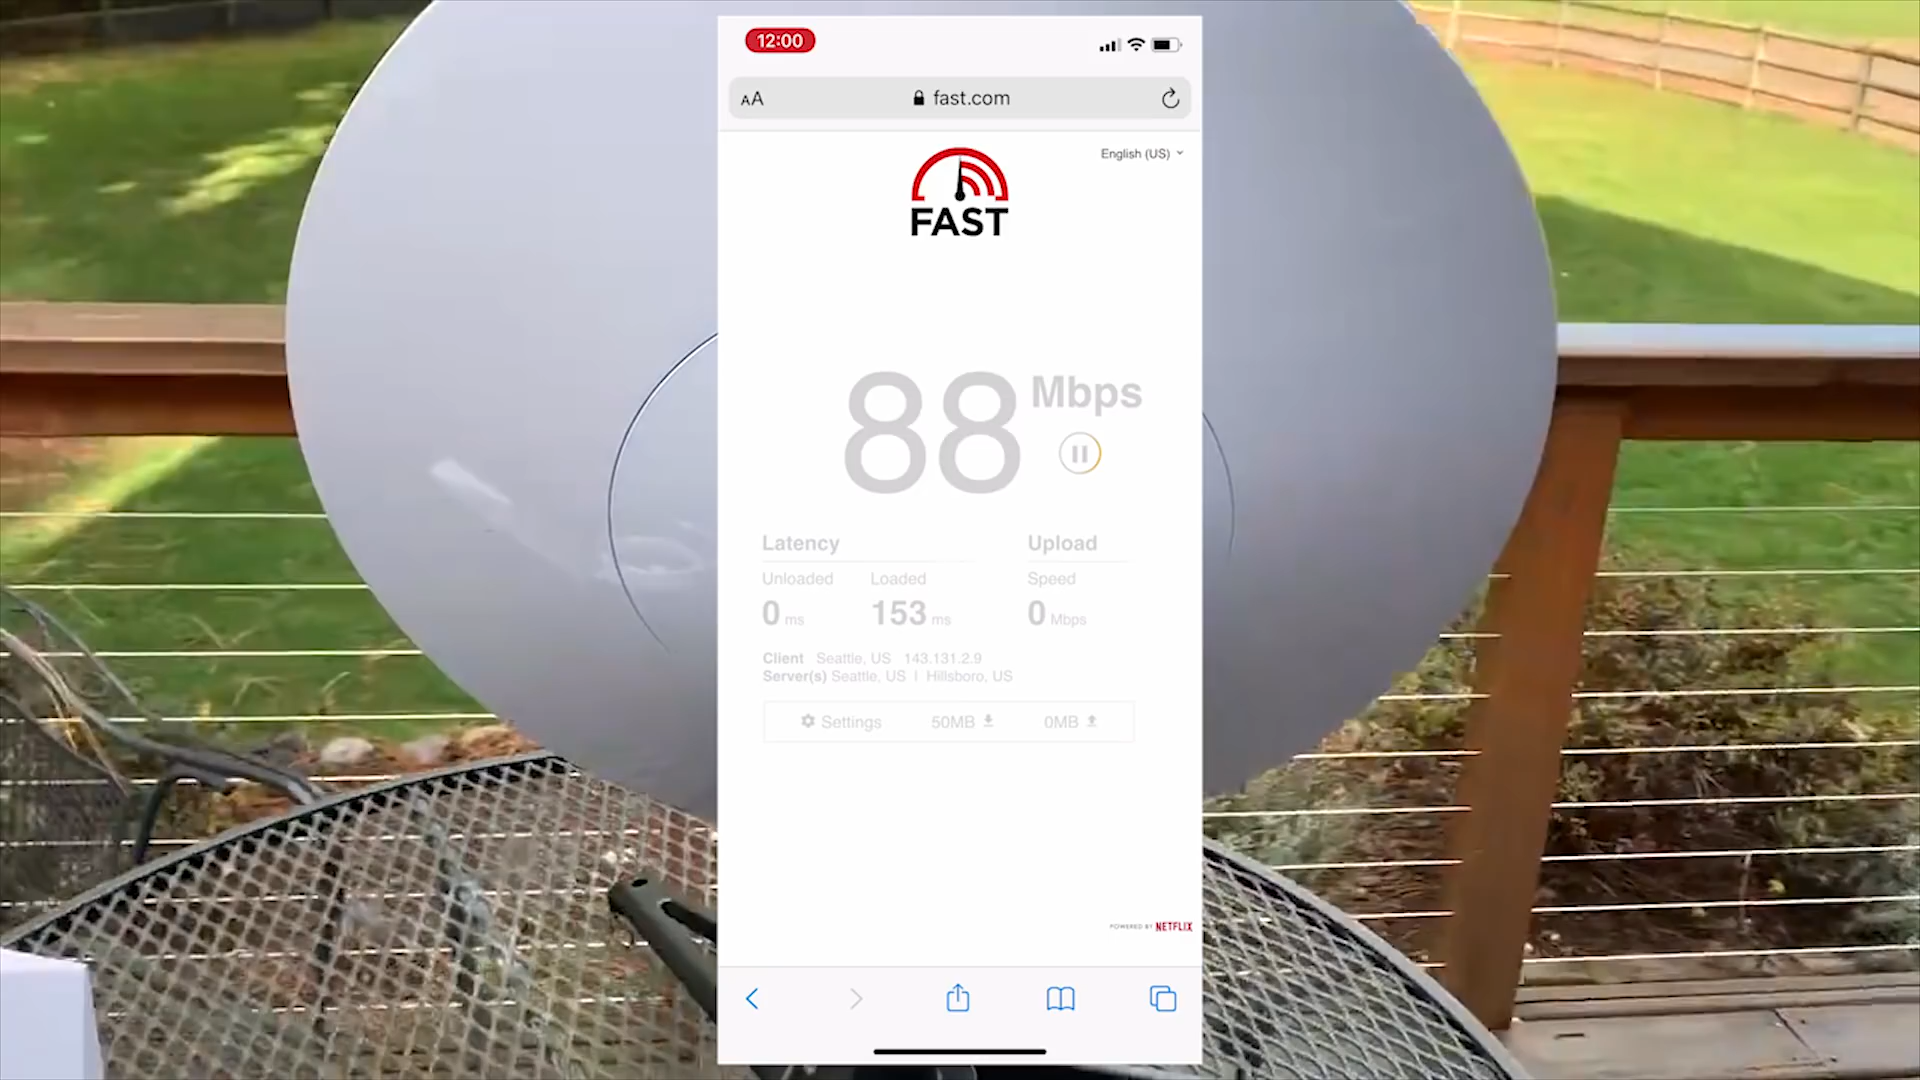 12:00
AA fast.com
English (US)
FAST
88 Mbps
Latency Upload
Unloaded Loaded Speed
0 ms 153 ms 0 Mbps
Client Seattle, US 143.131.2.9
Server(s) Seattle, US | Hillsboro, US
Settings 50MB 0MB
POWERED BY NETFLIX